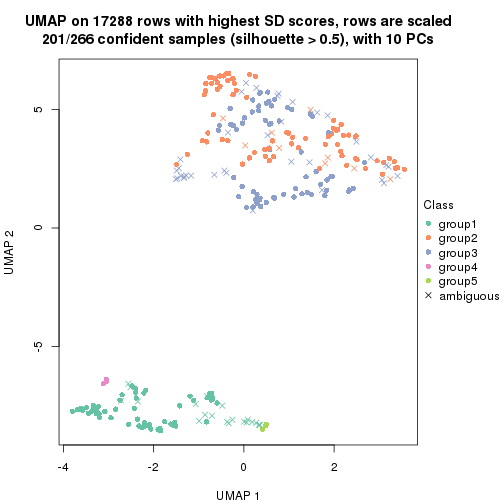 UMAP on 17288 rows with highest SD scores, rows are scaled
201/266 confident samples (silhouette > 0.5), with 10 PCs
5
0
-5
UMAP 2
-4
-2
0
2
UMAP 1
Class
group1
group2
group3
group4
group5
ambiguous